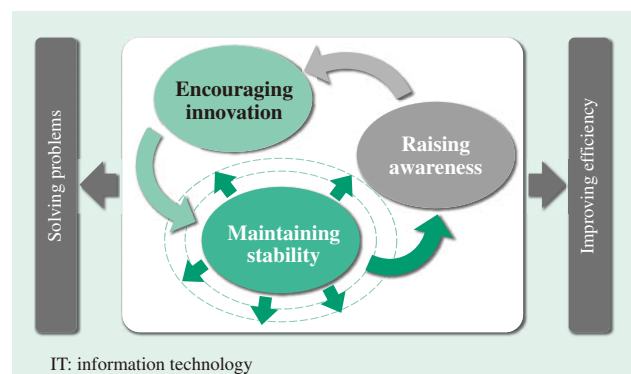 Solving problems
Encouraging
innovation
Raising
awareness
Maintaining
stability
Improving efficiency
IT: information technology